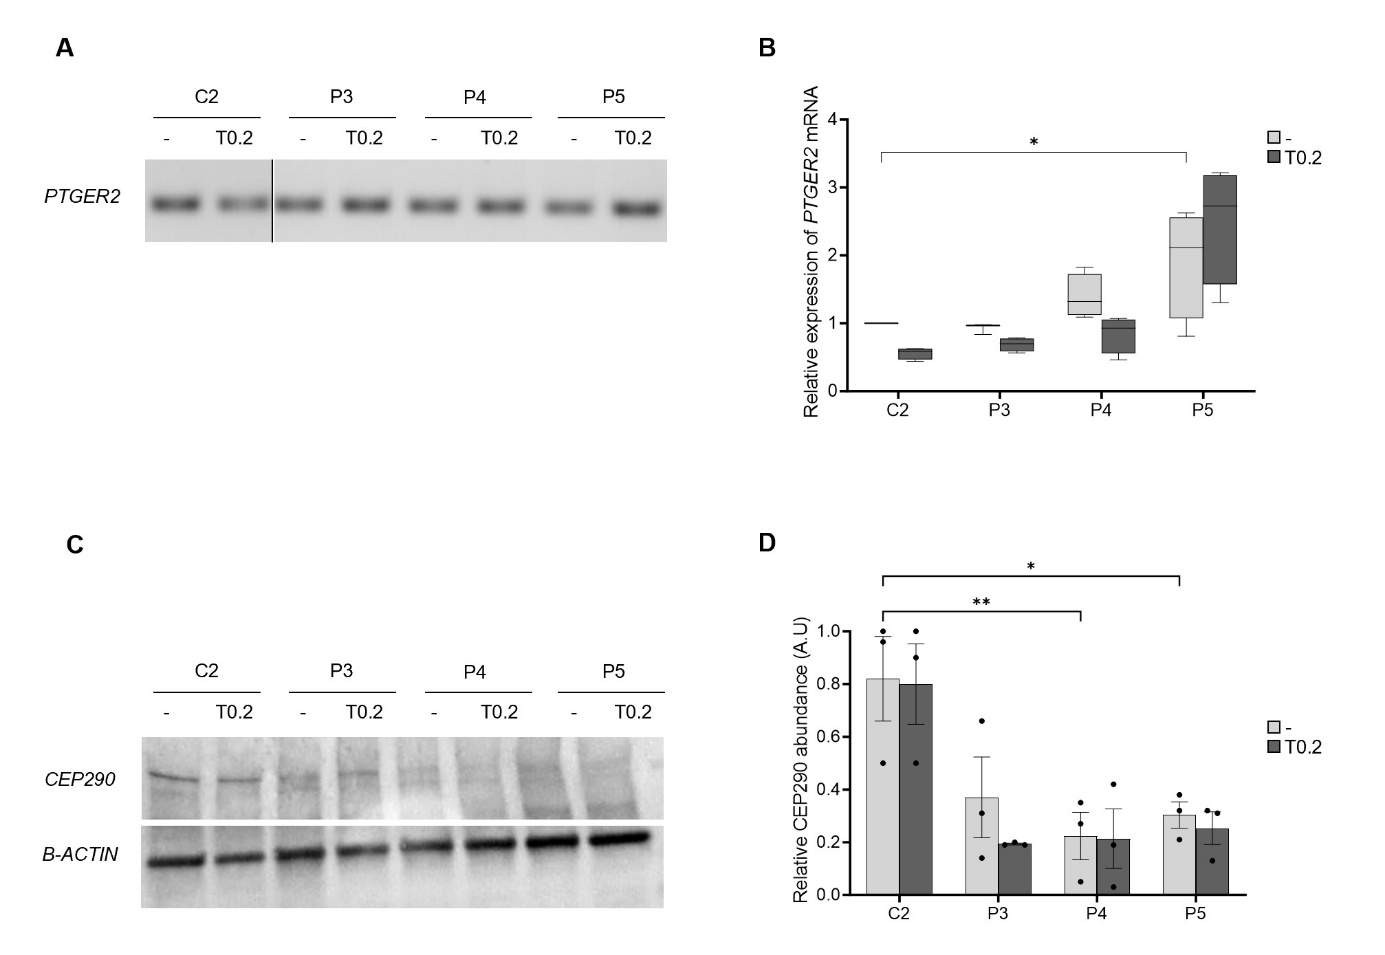 A
C2 P3 P4 P5
- T0.2 - T0.2 - T0.2 - T0.2
PTGER2
B
Relative expression of PTGER2 mRNA
4
3
2
1
0
*
C2 P3 P4 P5
-
T0.2
C
C2 P3 P4 P5
- T0.2 - T0.2 - T0.2 - T0.2
CEP290
B-ACTIN
D
Relative CEP290 abundance (A.U)
*
**
1.0
0.8
0.6
0.4
0.2
0.0
C2 P3 P4 P5
-
T0.2